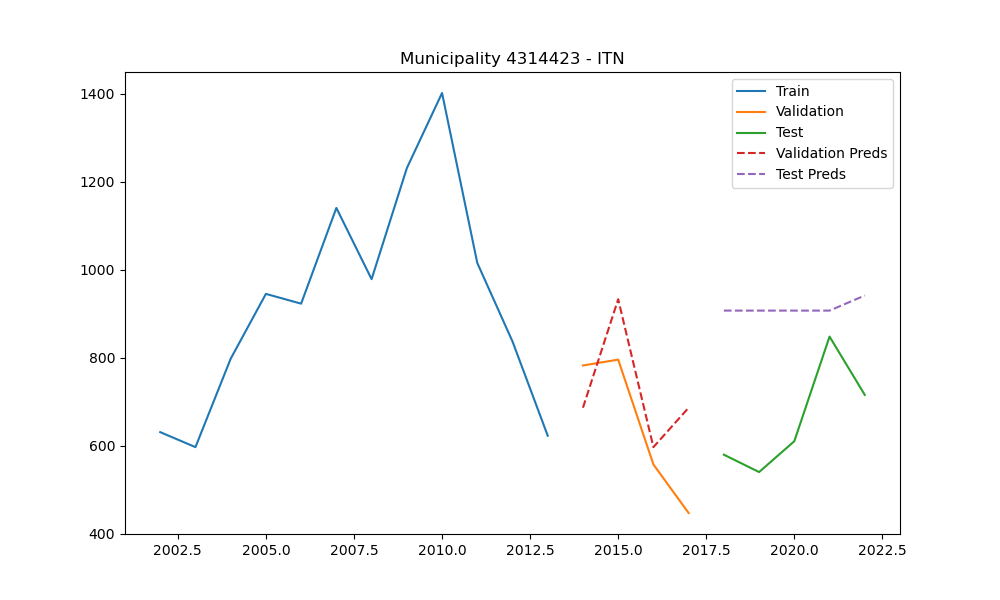 Municipality 4314423 - ITN
1400
1200
1000
800
600
400
2002.5 2005.0 2007.5 2010.0 2012.5 2015.0 2017.5 2020.0 2022.5
Train
Validation
Test
Validation Preds
Test Preds